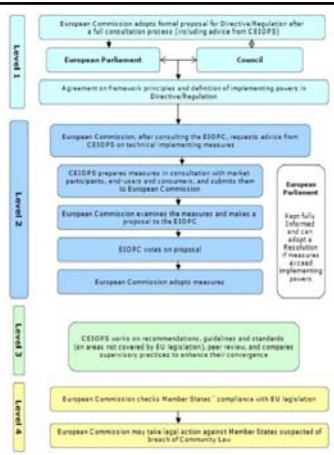 European Commission adopts formal proposal for Directive/Regulation after
a full consultation process (including advice from CEIOPS)
European Parliament
Council
Agreement on framework principles and definition of implementing powers in
Directive/Regulation
Level 1
European Commission, after consulting the EIOPC, requests advice from
CEIOPS on technical implementing measures
CEIOPS prepares measures in consultation with market
participants, end-users and consumers, and submits them
to European Commission
European Commission examines the measures and makes a
proposal to the EIOPC
EIOPC votes on proposal
European Commission adopts measures
European
Parliament
Kept fully
Informed
and can
adopt a
Resolution
if measures
exceed
implementing
powers
Level 2
CEIOPS works on recommendations, guidelines and standards
(on areas not covered by EU legislation), peer review, and compares
supervisory practices to enhance their convergence
Level 3
European Commission checks Member States´ compliance with EU legislation
European Commission may take legal action against Member States suspected of
breach of Community Law
Level 4